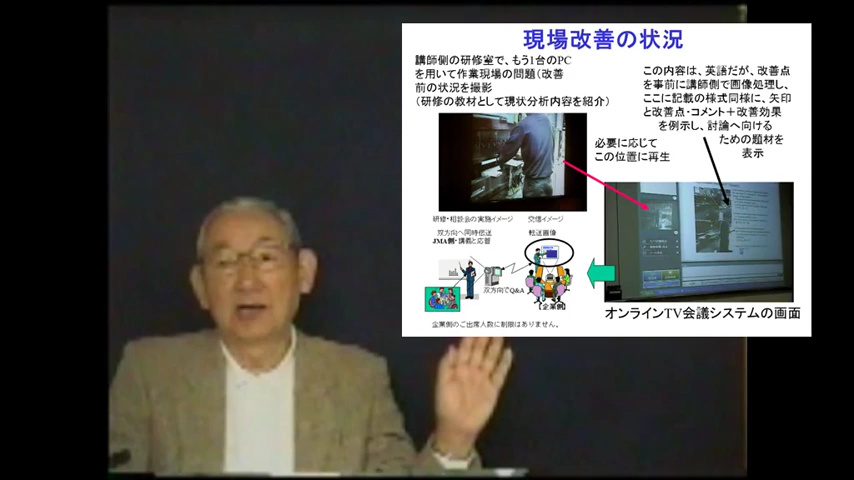 現場改善の状況
講師側の研修室で、もう1台のPC
を用いて作業現場の問題（改善
前の状況を撮影
（研修の教材として現状分析内容を紹介）
この内容は、英語だが、改善点
を事前に講師側で画像処理し、
ここに記載の様式同様に、矢印
と改善点・コメント＋改善効果
を例示し、討論へ向ける
ための題材を
表示
必要に応じて
この位置に再生
研修・相談会の実施イメージ
交信イメージ
双方向へ同時伝送
JMA側・講義と応答
転送画像
双方向でQ&A
【企業側】
企業側のご出席人数に制限はありません。
オンラインTV会議システムの画面